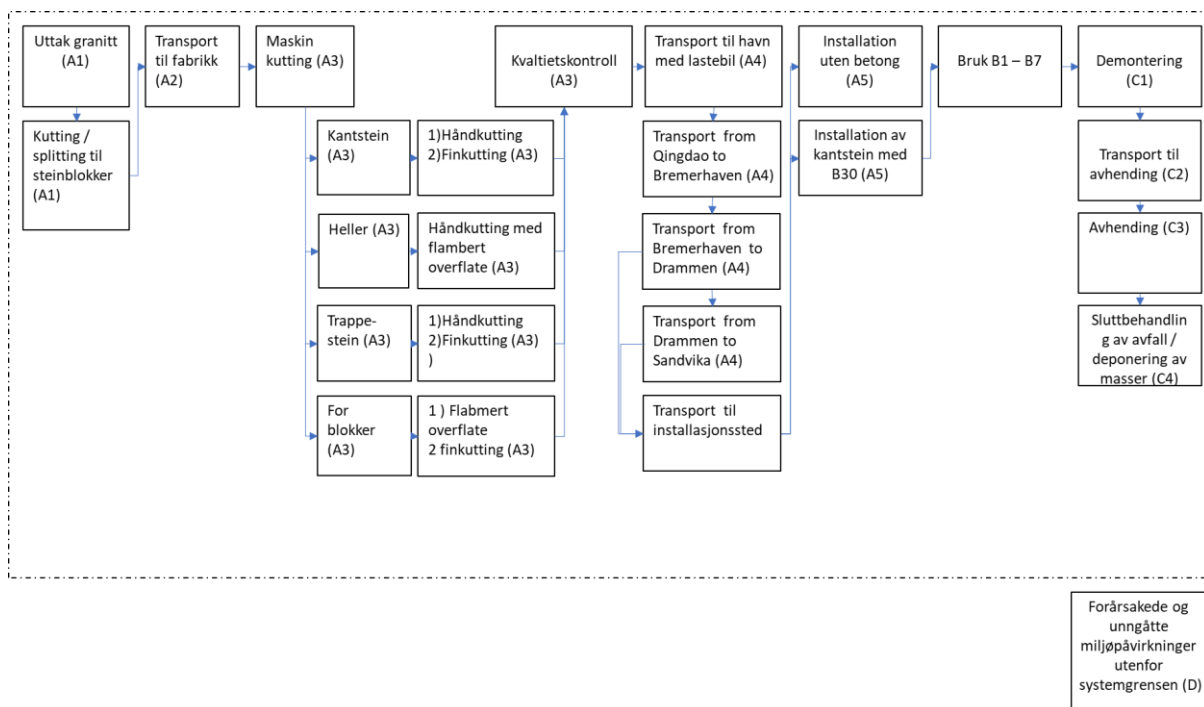 Uttak granitt
(A1)
Kutting /
splitting til
steinblokker
(A1)
Transport
til fabrikk
(A2)
Maskin
kutting (A3)
Kantstein
(A3)
1)Håndkutting
2)Finkutting (A3)
Heller (A3)
Håndkutting med
flambert
overflate (A3)
Trappe-
stein (A3)
1)Håndkutting
2)Finkutting (A3)
)
For
blokker
(A3)
1 ) Flabmert
overflate
2 finkutting (A3)
Kvaltietskontroll
(A3)
Transport til havn
med lastebil (A4)
Transport from
Qingdao to
Bremerhaven (A4)
Transport from
Bremerhaven to
Drammen (A4)
Transport from
Drammen to
Sandvika (A4)
Transport til
installasjonssted
Installation
uten betong
(A5)
Installation av
kantstein med
B30 (A5)
Bruk B1 – B7
Demontering
(C1)
Transport til
avhending (C2)
Avhending (C3)
Sluttbehandlin
g av avfall /
deponering av
masser (C4)
Forårsakede og
unngåtte
miljøpåvirkninger
utenfor
systemgrensen (D)